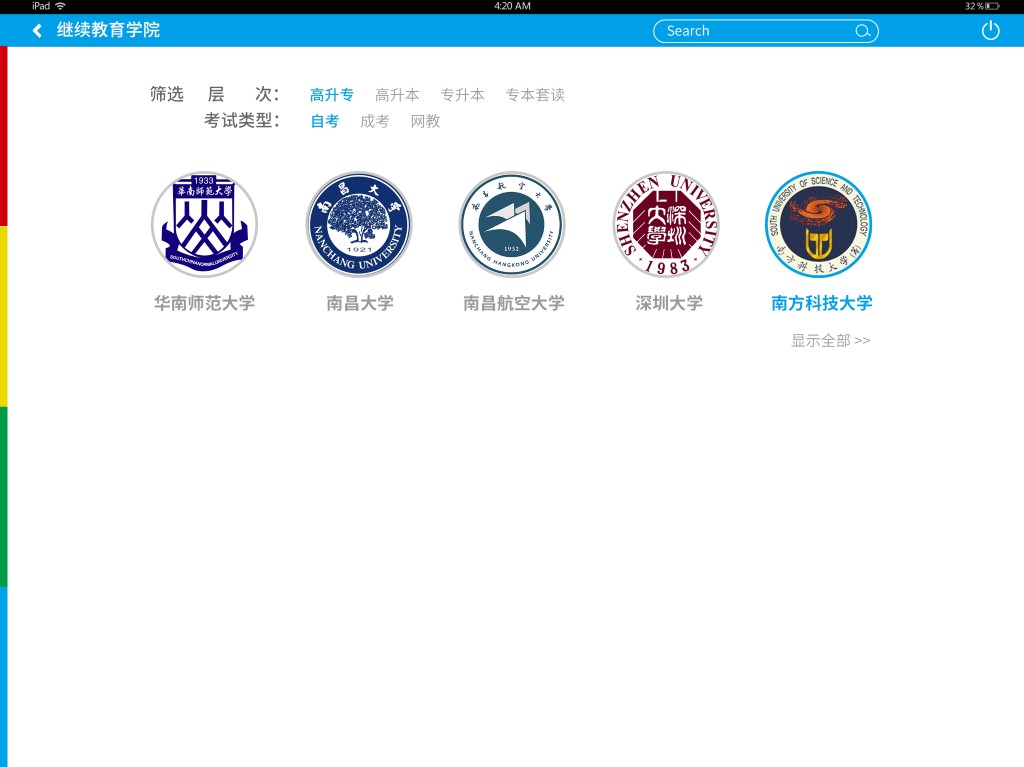 iPad 4:20 AM 32%
继续教育学院 Search
筛选 层 次： 高升专 高升本 专升本 专本套读
考试类型： 自考 成考 网教
1933
華南師范大学
SOUTH CHINA NORMAL UNIVERSITY
南昌大学
1921
NANCHANG UNIVERSITY
南昌航空大学
1952
NANCHANG HANGKONG UNIVERSITY
SHENZHEN UNIVERSITY
深圳大學
1983
SOUTH UNIVERSITY OF SCIENCE AND TECHNOLOGY
南方科技大学
华南师范大学 南昌大学 南昌航空大学 深圳大学 南方科技大学
显示全部 >>